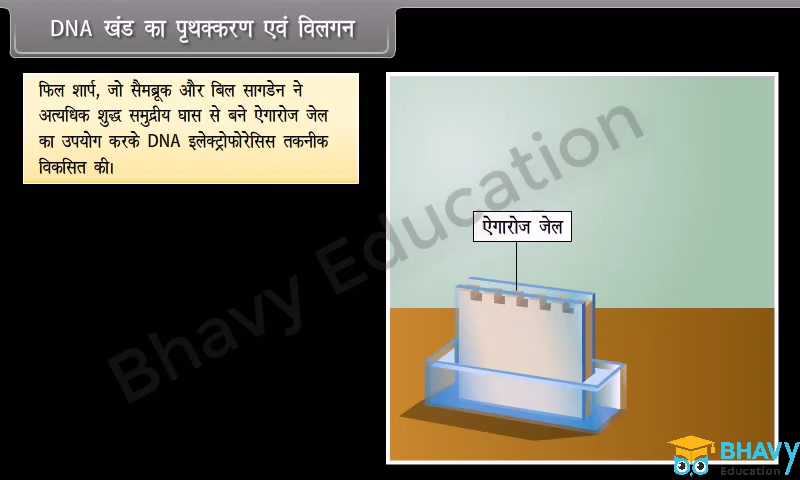 DNA खंड का पृथक्करण एवं विलगन
फिल शार्प, जो सैमब्रूक और बिल सागडेन ने
अत्यधिक शुद्ध समुद्रीय घास से बने ऐगारोज जेल
का उपयोग करके DNA इलेक्ट्रोफोरेसिस तकनीक
विकसित की।
ऐगारोज जेल
Bhavy Education
BHAVY
Education